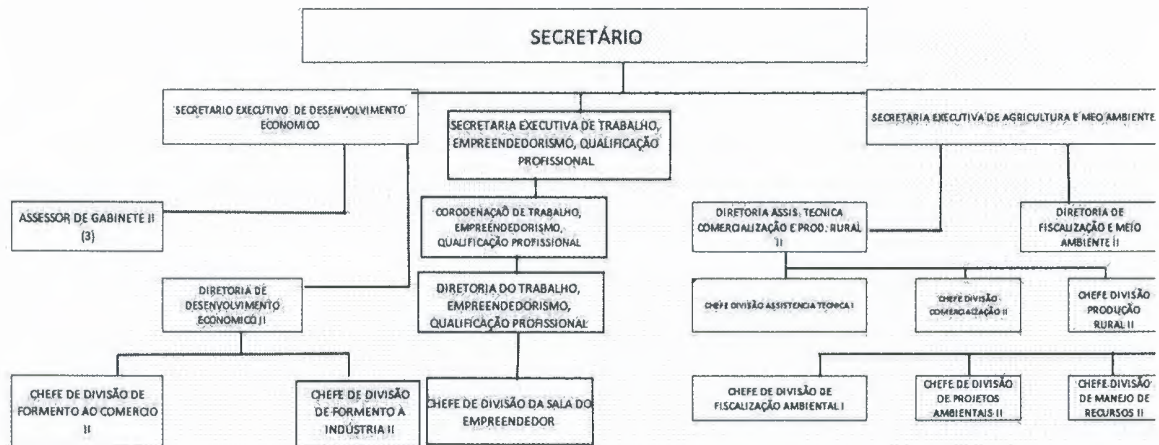 SECRETÁRIO
SECRETARIO EXECUTIVO DE DESENVOLVIMENTO
ECONOMICO
SECRETARIA EXECUTIVA DE TRABALHO,
EMPREENDEDORISMO, QUALIFICAÇÃO
PROFISSIONAL
SECRETARIA EXECUTIVA DE AGRICULTURA E MEO AMBIENTE
ASSESSOR DE GABINETE II
(3)
CORODENAÇÃO DE TRABALHO,
EMPREENDEDORISMO,
QUALIFICAÇÃO PROFISSIONAL
DIRETORIA ASSIS. TECNICA
COMERCIALIZAÇÃO E PROD. RURAL
II
DIRETORIA DE
FISCALIZAÇÃO E MEIO
AMBIENTE II
DIRETORIA DE
DESENVOLVIMENTO
ECONOMICO II
DIRETORIA DO TRABALHO,
EMPREENDEDORISMO,
QUALIFICAÇÃO PROFISSIONAL
CHEFE DIVISÃO ASSISTENCIA TECNICA I
CHEFE DIVISÃO
COMERCIALIZAÇÃO II
CHEFE DIVISÃO
PRODUÇÃO
RURAL II
CHEFE DE DIVISÃO DE
FORMENTO AO COMERCIO
II
CHEFE DE DIVISÃO
DE FORMENTO À
INDÚSTRIA II
CHEFE DE DIVISÃO DA SALA DO
EMPREENDEDOR
CHEFE DE DIVISÃO DE
FISCALIZAÇÃO AMBIENTAL I
CHEFE DE DIVISÃO
DE PROJETOS
AMBIENTAIS II
CHEFE DIVISÃO
DE MANEJO DE
RECURSOS II